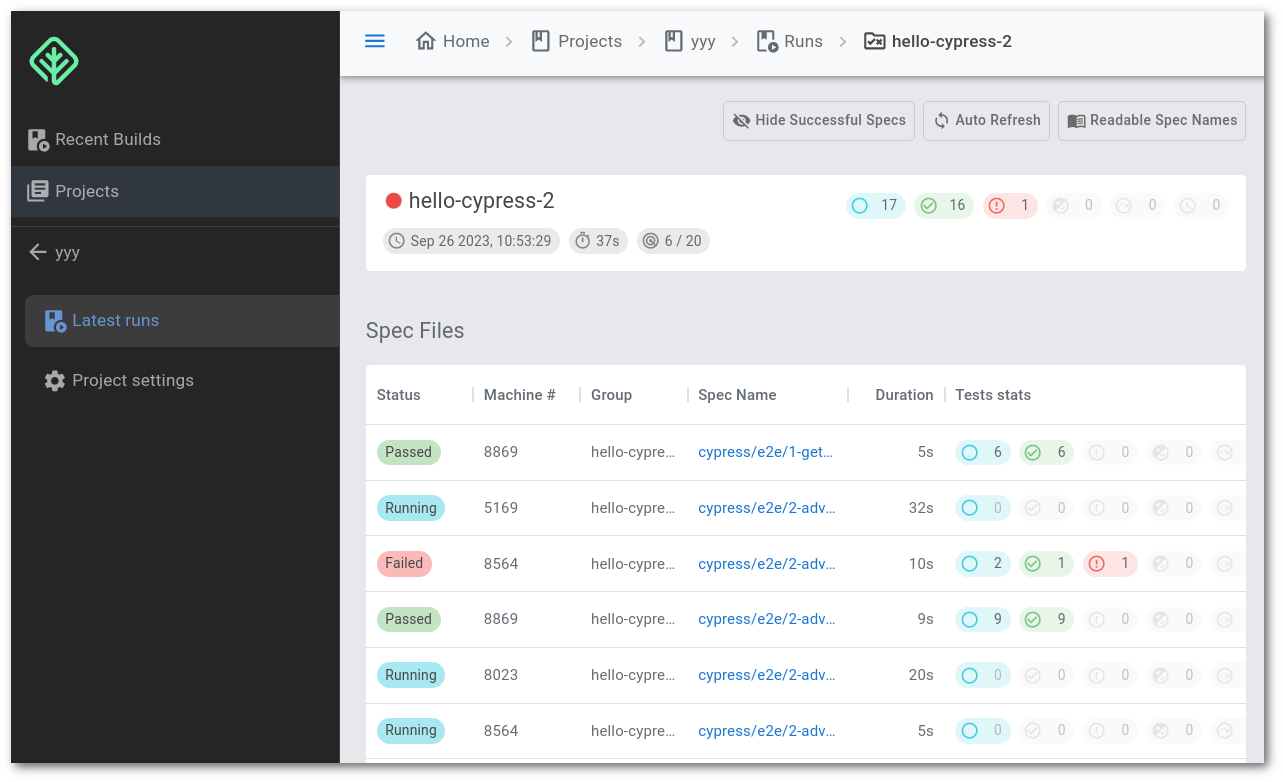 Home Projects yyy Runs hello-cypress-2
Recent Builds
Projects
yyy
Latest runs
Project settings
Hide Successful Specs Auto Refresh Readable Spec Names
hello-cypress-2 17 16 1 0 0 0
Sep 26 2023, 10:53:29 37s 6 / 20
Spec Files
Status Machine # Group Spec Name Duration Tests stats
Passed 8869 hello-cypre... cypress/e2e/1-get... 5s 6 6 0 0
Running 5169 hello-cypre... cypress/e2e/2-adv... 32s 0 0 0 0
Failed 8564 hello-cypre... cypress/e2e/2-adv... 10s 2 1 1 0
Passed 8869 hello-cypre... cypress/e2e/2-adv... 9s 9 9 0 0
Running 8023 hello-cypre... cypress/e2e/2-adv... 20s 0 0 0 0
Running 8564 hello-cypre... cypress/e2e/2-adv... 5s 0 0 0 0